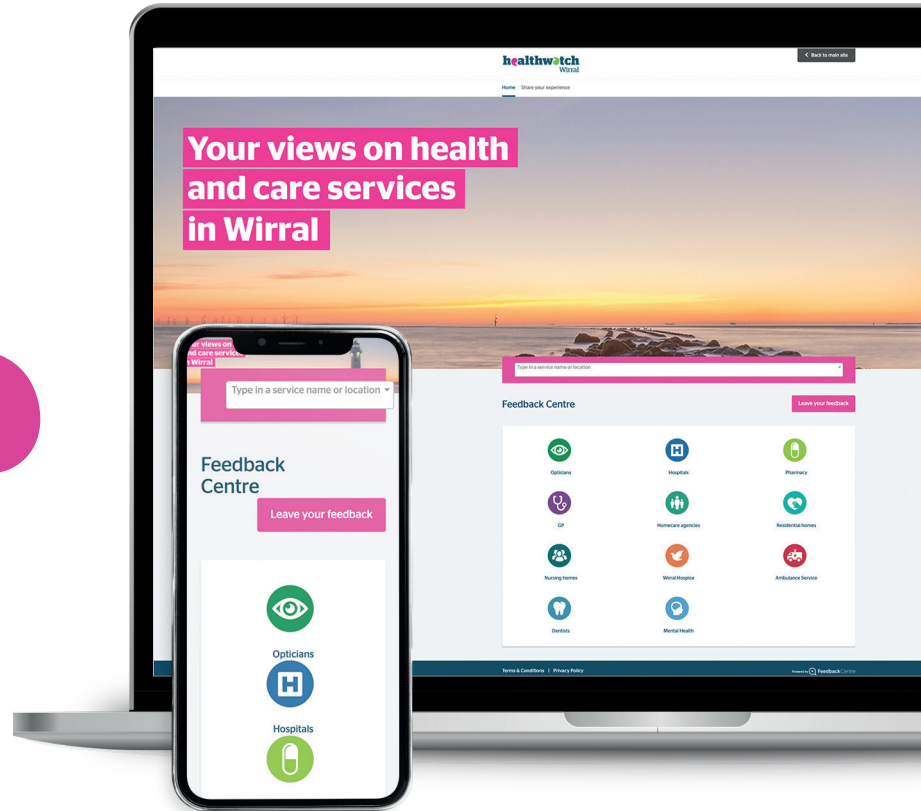 healthwatch
Wirral
Back to main site
Home Share your experience
Your views on health
and care services
in Wirral
Type in a service name or location
Feedback Centre
Leave your feedback
Opticians
Hospitals
Pharmacy
GP
Homecare agencies
Residential homes
Nursing homes
Wirral Hospice
Ambulance Service
Dentists
Mental Health
Terms & Conditions | Privacy Policy
Powered by Feedback Centre
views on
and care services
Wirral
Type in a service name or location
Feedback
Centre
Leave your feedback
Opticians
H
Hospitals